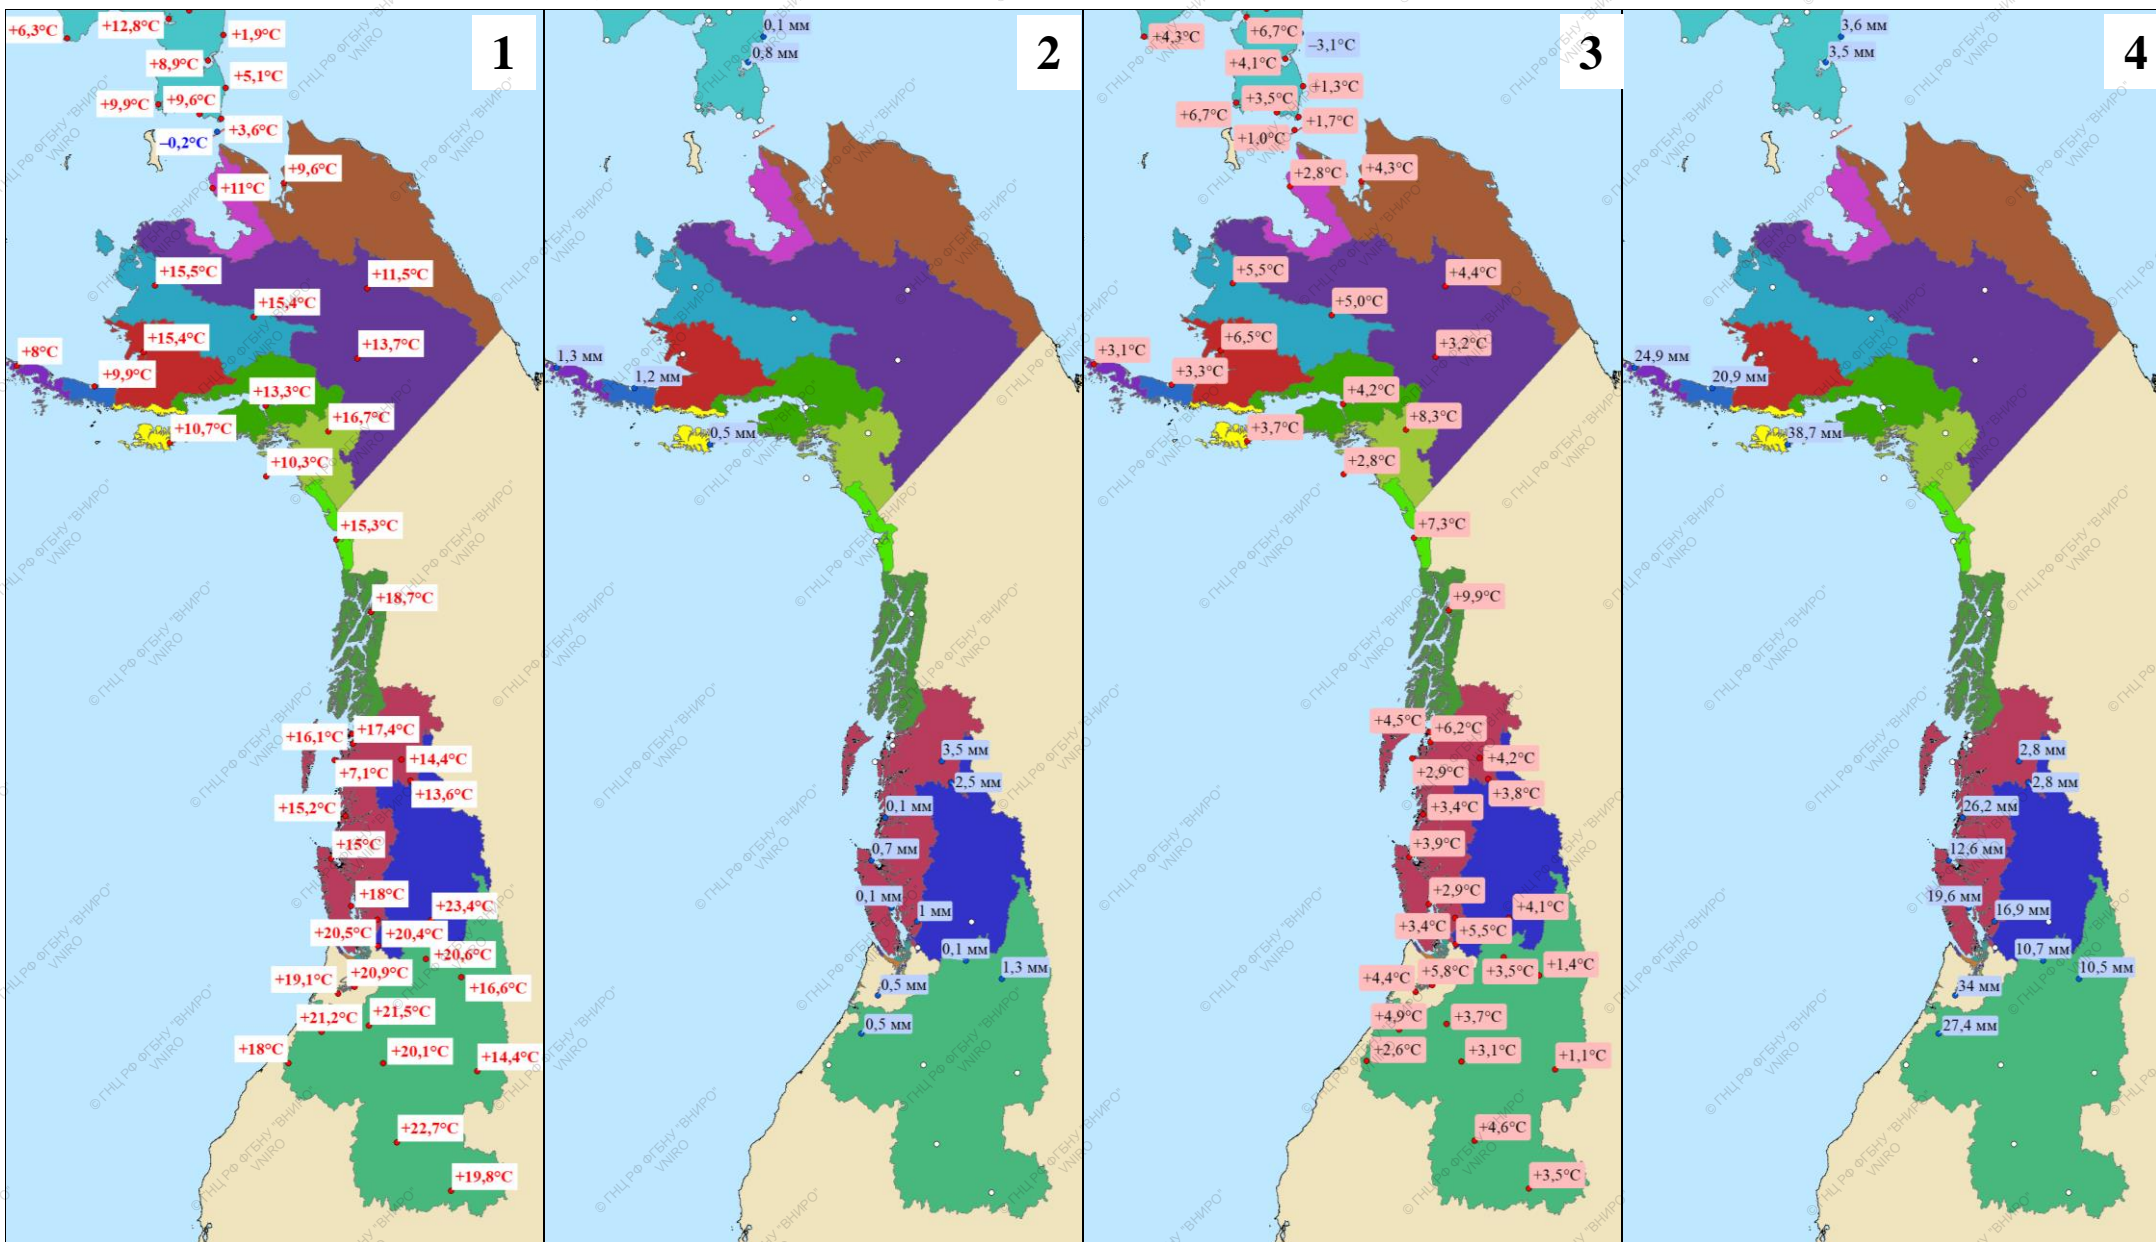 1
+6,3°C
+12,8°C
+1,9°C
+8,9°C
+5,1°C
+9,9°C
+9,6°C
+3,6°C
–0,2°C
+9,6°C
+11°C
+15,5°C
+11,5°C
+15,4°C
+15,4°C
+13,7°C
+8°C
+9,9°C
+13,3°C
+16,7°C
+10,7°C
+10,3°C
+15,3°C
+18,7°C
+17,4°C
+16,1°C
+14,4°C
+7,1°C
+13,6°C
+15,2°C
+15°C
+18°C
+23,4°C
+20,5°C
+20,4°C
+20,6°C
+20,9°C
+19,1°C
+16,6°C
+21,2°C
+21,5°C
+18°C
+20,1°C
+14,4°C
+22,7°C
+19,8°C
2
0,1 мм
0,8 мм
1,3 мм
1,2 мм
0,5 мм
3,5 мм
2,5 мм
0,1 мм
0,7 мм
0,1 мм
1 мм
0,1 мм
1,3 мм
0,5 мм
0,5 мм
3
+4,3°C
+6,7°C
–3,1°C
+4,1°C
+1,3°C
+3,5°C
+6,7°C
+1,7°C
+1,0°C
+2,8°C
+4,3°C
+5,5°C
+4,4°C
+5,0°C
+6,5°C
+3,2°C
+3,1°C
+3,3°C
+4,2°C
+8,3°C
+3,7°C
+2,8°C
+7,3°C
+9,9°C
+4,5°C
+6,2°C
+4,2°C
+2,9°C
+3,8°C
+3,4°C
+3,9°C
+2,9°C
+4,1°C
+3,4°C
+5,5°C
+5,8°C
+3,5°C
+1,4°C
+4,4°C
+4,9°C
+3,7°C
+2,6°C
+3,1°C
+1,1°C
+4,6°C
+3,5°C
4
3,6 мм
3,5 мм
24,9 мм
20,9 мм
38,7 мм
2,8 мм
2,8 мм
26,2 мм
12,6 мм
19,6 мм
16,9 мм
10,7 мм
10,5 мм
34 мм
27,4 мм
© ГНЦ РФ ФГБНУ "ВНИРО"
VNIRO